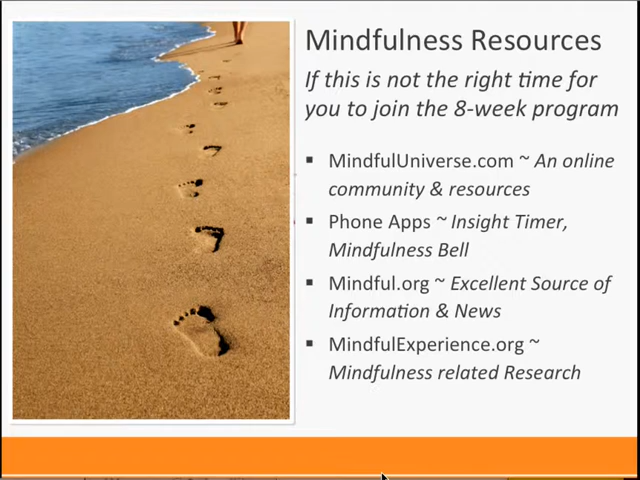 Mindfulness Resources
If this is not the right time for
you to join the 8-week program
▪ MindfulUniverse.com ~ An online
community & resources
▪ Phone Apps ~ Insight Timer,
Mindfulness Bell
▪ Mindful.org ~ Excellent Source of
Information & News
▪ MindfulExperience.org ~
Mindfulness related Research